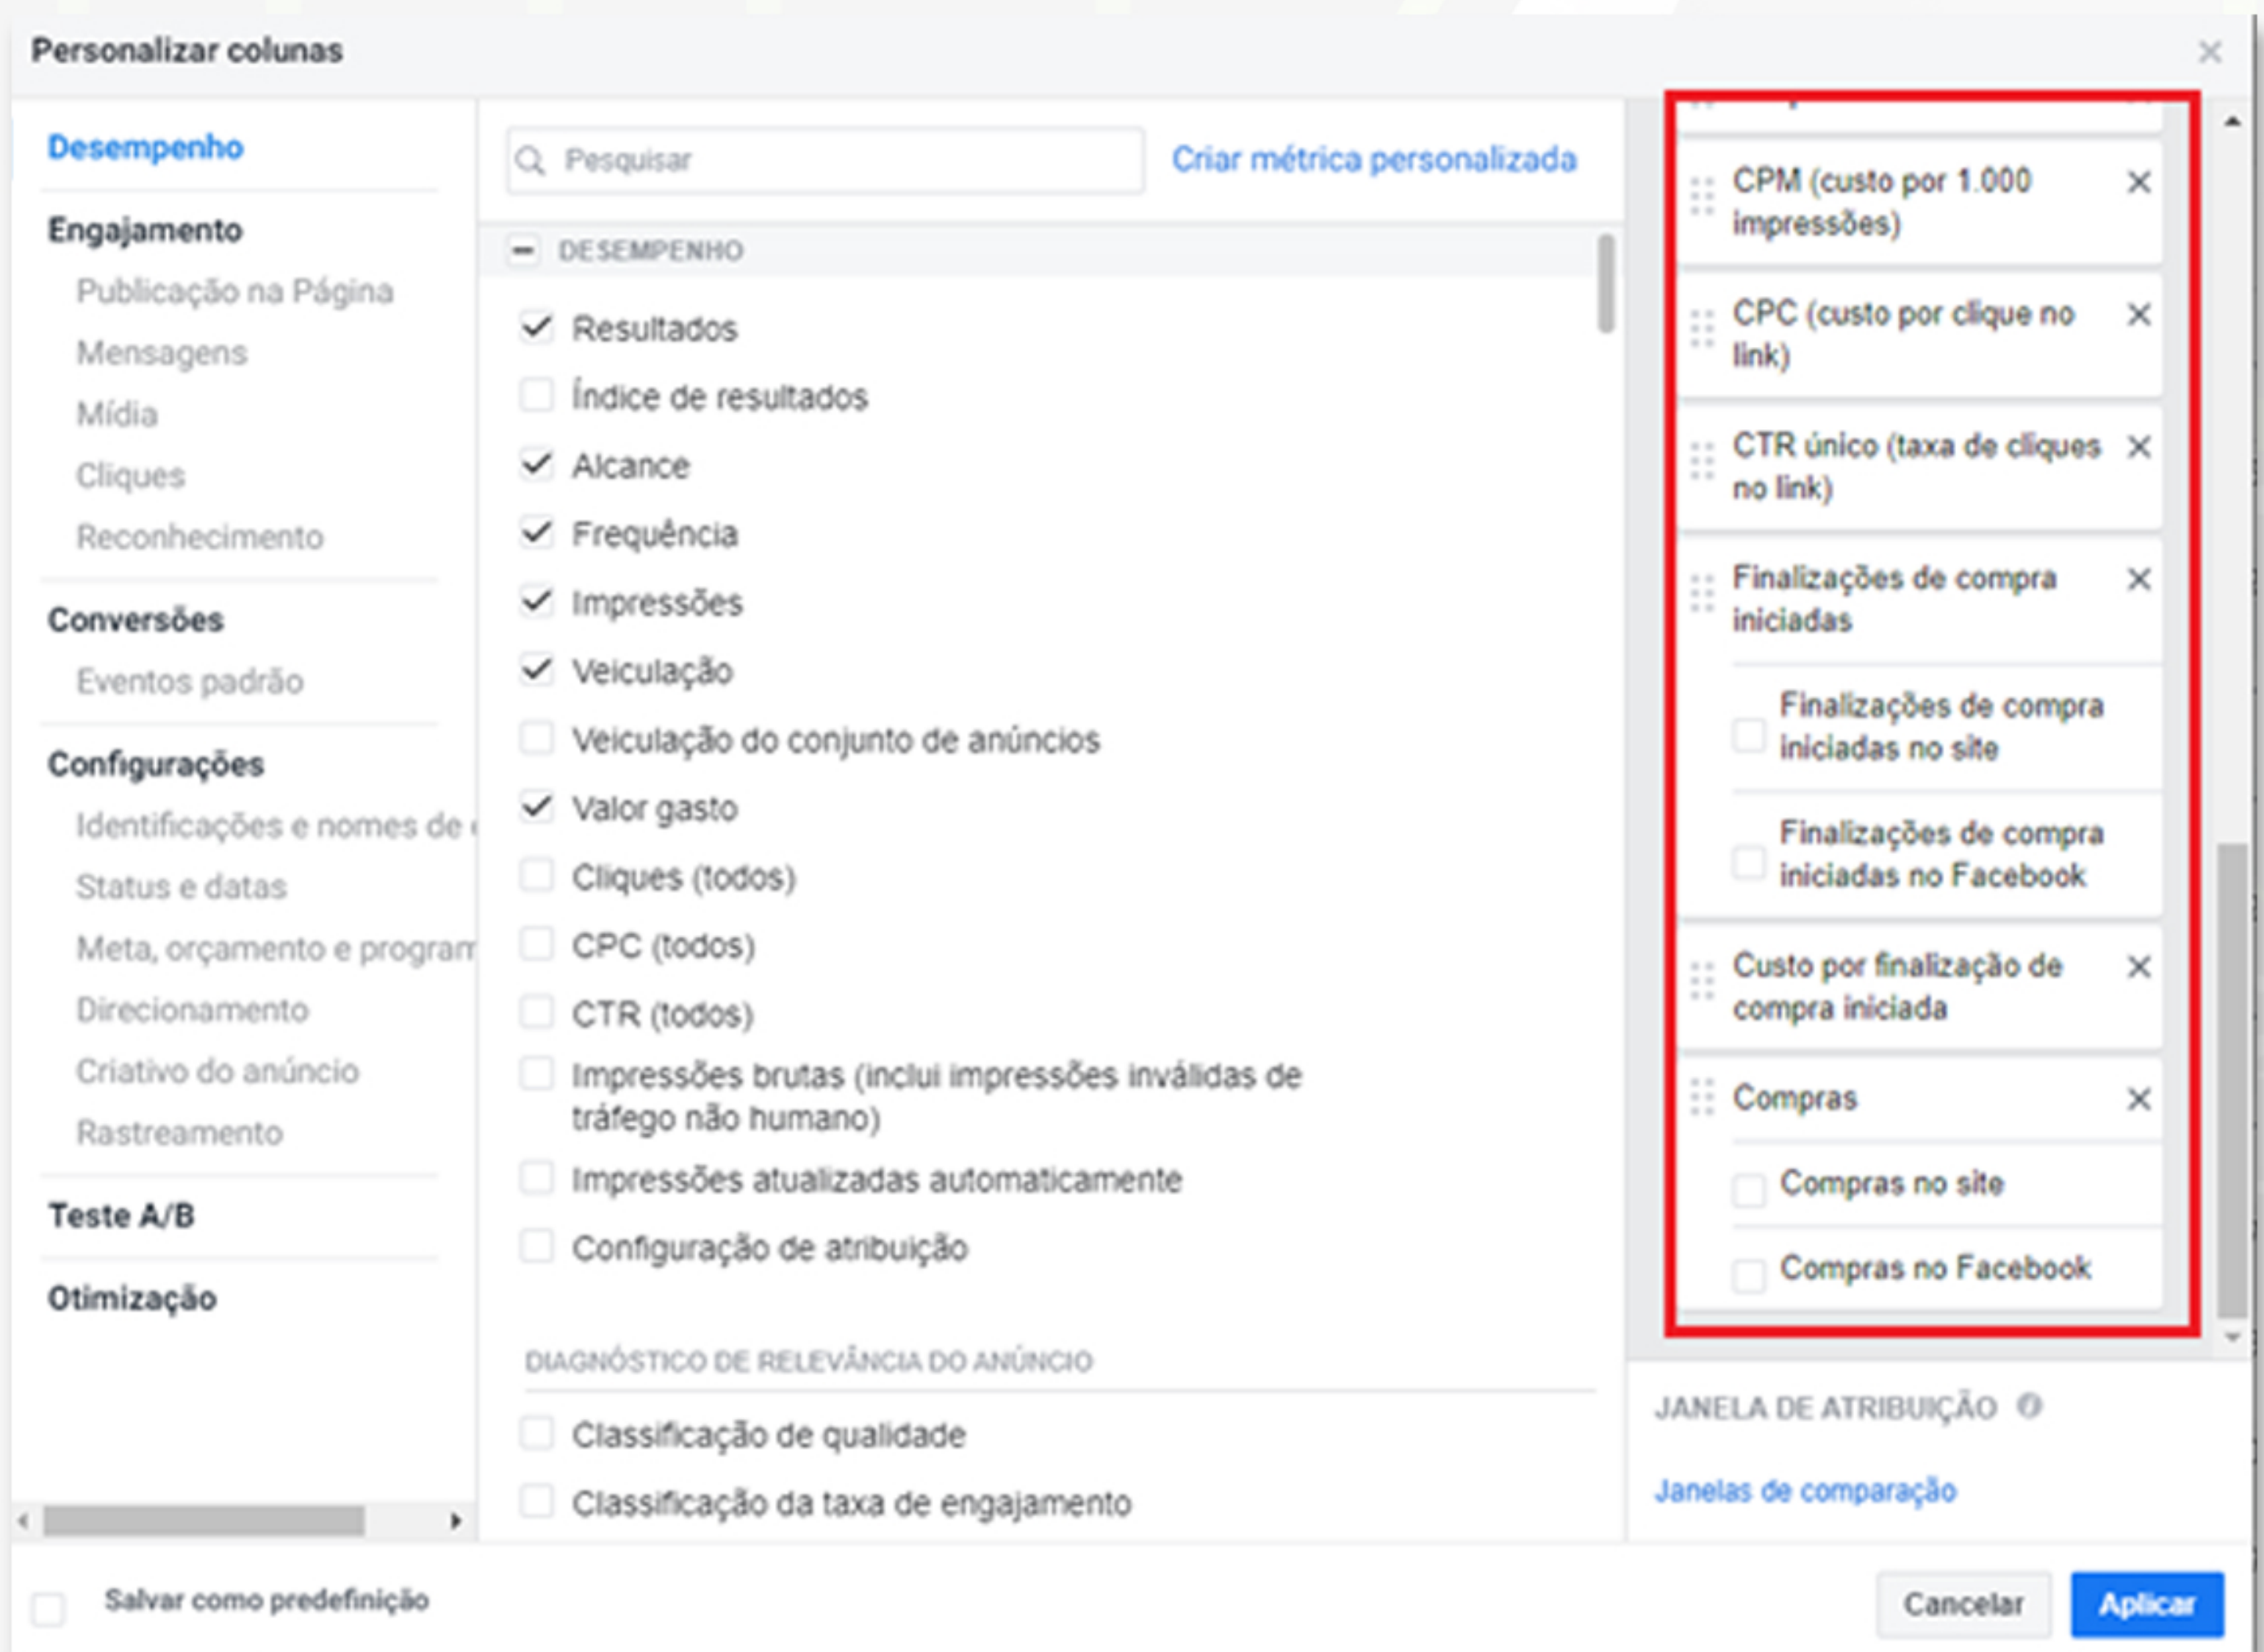 Personalizar colunas
Desempenho
Engajamento
Publicação na Página
Mensagens
Mídia
Cliques
Reconhecimento
Conversões
Eventos padrão
Configurações
Identificações e nomes de
Status e datas
Meta, orçamento e program
Direcionamento
Criativo do anúncio
Rastreamento
Teste A/B
Otimização
Pesquisar
Criar métrica personalizada
DESEMPENHO
Resultados
Índice de resultados
Alcance
Frequência
Impressões
Veiculação
Veiculação do conjunto de anúncios
Valor gasto
Cliques (todos)
CPC (todos)
CTR (todos)
Impressões brutas (inclui impressões inválidas de
tráfego não humano)
Impressões atualizadas automaticamente
Configuração de atribuição
DIAGNÓSTICO DE RELEVÂNCIA DO ANÚNCIO
Classificação de qualidade
Classificação da taxa de engajamento
CPM (custo por 1.000
impressões)
CPC (custo por clique no
link)
CTR único (taxa de cliques
no link)
Finalizações de compra
iniciadas
Finalizações de compra
iniciadas no site
Finalizações de compra
iniciadas no Facebook
Custo por finalização de
compra iniciada
Compras
Compras no site
Compras no Facebook
JANELA DE ATRIBUIÇÃO
Janelas de comparação
Salvar como predefinição
Cancelar
Aplicar